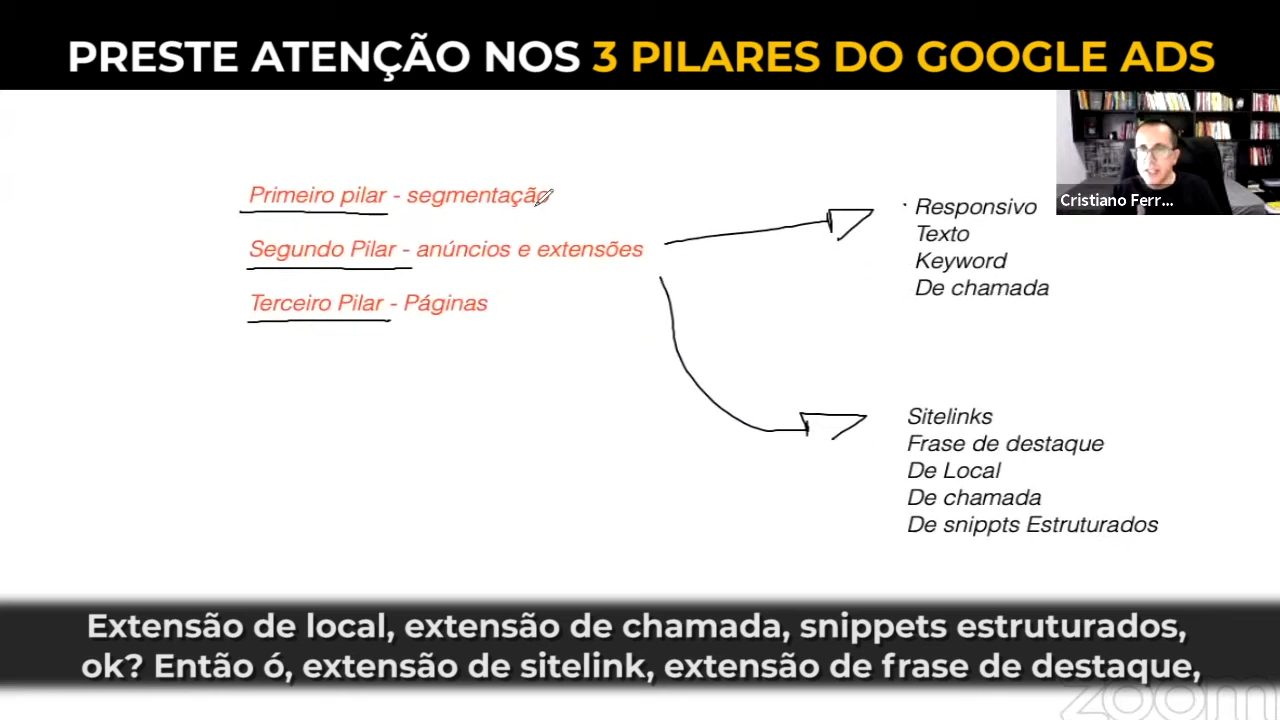 PRESTE ATENÇÃO NOS 3 PILARES DO GOOGLE ADS
Cristiano Ferr...
Primeiro pilar - segmentação
Segundo Pilar - anúncios e extensões
Terceiro Pilar - Páginas
Responsivo
Texto
Keyword
De chamada
Sitelinks
Frase de destaque
De Local
De chamada
De snippts Estruturados
Extensão de local, extensão de chamada, snippets estruturados,
ok? Então ó, extensão de sitelink, extensão de frase de destaque,
zoom